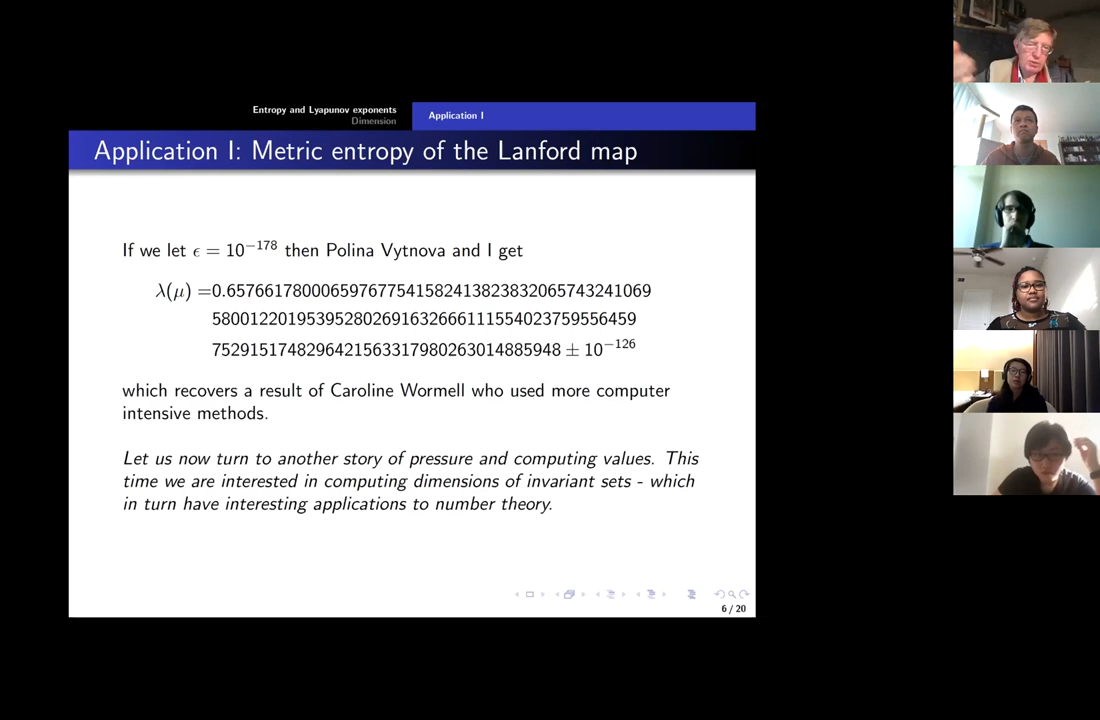 Entropy and Lyapunov exponents
Dimension
Application I
Application I: Metric entropy of the Lanford map
If we let ϵ = 10⁻¹⁷⁸ then Polina Vytnova and I get
λ(μ) =0.657661780006597677541582413823832065743241069
580012201953952802691632666111554023759556459
752915174829642156331798026301488594 8 ± 10⁻¹²⁶
which recovers a result of Caroline Wormell who used more computer
intensive methods.
Let us now turn to another story of pressure and computing values. This
time we are interested in computing dimensions of invariant sets - which
in turn have interesting applications to number theory.
6 / 20